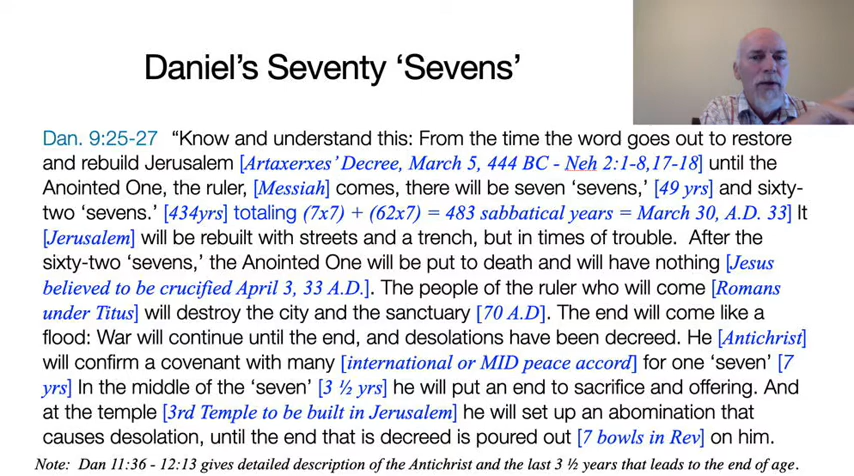 Daniel’s Seventy ‘Sevens’
Dan. 9:25-27 “Know and understand this: From the time the word goes out to restore
and rebuild Jerusalem [Artaxerxes’ Decree, March 5, 444 BC - Neh 2:1-8,17-18] until the
Anointed One, the ruler, [Messiah] comes, there will be seven ‘sevens,’ [49 yrs] and sixty-
two ‘sevens.’ [434yrs] totaling (7x7) + (62x7) = 483 sabbatical years = March 30, A.D. 33] It
[Jerusalem] will be rebuilt with streets and a trench, but in times of trouble. After the
sixty-two ‘sevens,’ the Anointed One will be put to death and will have nothing [Jesus
believed to be crucified April 3, 33 A.D.]. The people of the ruler who will come [Romans
under Titus] will destroy the city and the sanctuary [70 A.D]. The end will come like a
flood: War will continue until the end, and desolations have been decreed. He [Antichrist]
will confirm a covenant with many [international or MID peace accord] for one ‘seven’ [7
yrs] In the middle of the ‘seven’ [3 ½ yrs] he will put an end to sacrifice and offering. And
at the temple [3rd Temple to be built in Jerusalem] he will set up an abomination that
causes desolation, until the end that is decreed is poured out [7 bowls in Rev] on him.
Note: Dan 11:36 - 12:13 gives detailed description of the Antichrist and the last 3 ½ years that leads to the end of age.